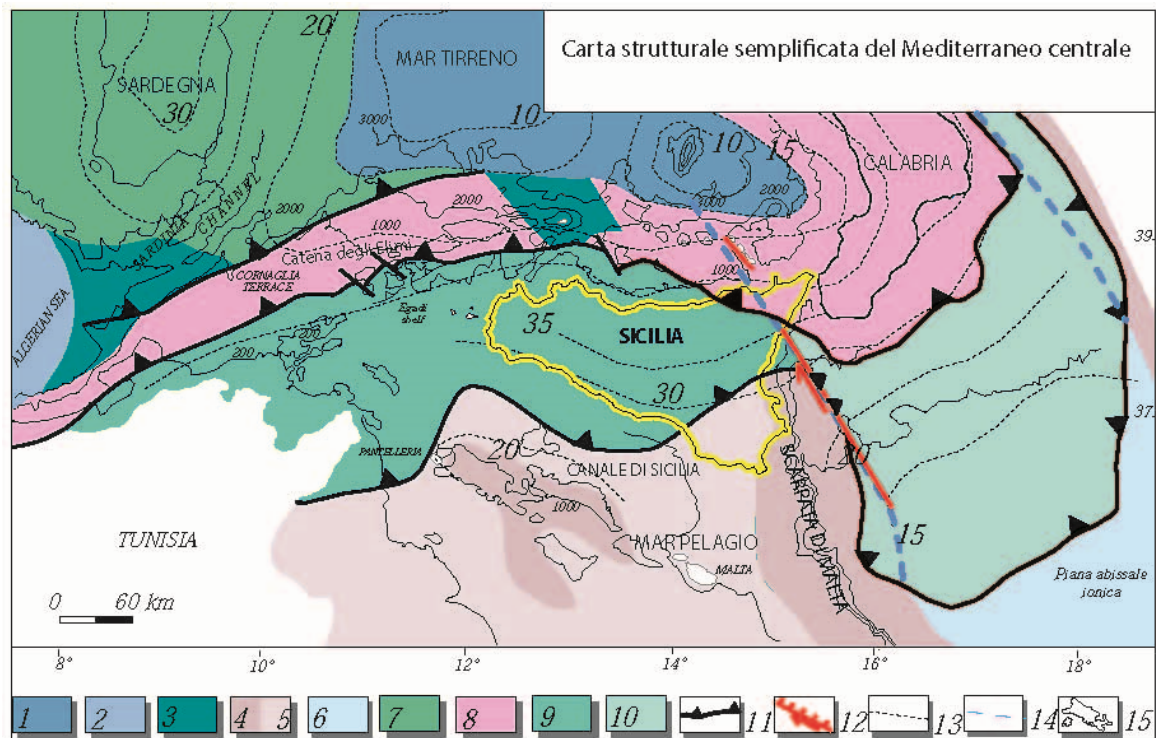 Carta strutturale semplificata del Mediterraneo centrale
20
MAR TIRRENO
SARDEGNA
30
10
3000
10
15
CALABRIA
2000
3000
CHANNEL
2000
2000
1000
SARDINIA
39.
Catena degli Elimi
1000
CORNAGLIA
TERRACE
ALGERIAN SEA
Egadi
shelf
35
SICILIA
200
200
30
37.
PANTELLERIA
20
CANALE DI SICILIA
1000
SCARPATA DI MALTA
15
TUNISIA
MAR PELAGIO
MALTA
Piana abissale
ionica
0 60 km
8° 10° 12° 14° 16° 18°
1 2 3 4 5 6 7 8 9 10 11 12 13 14 15